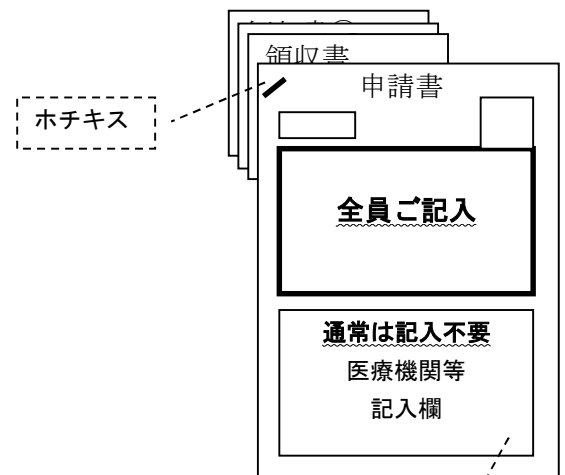 領収書
申請書
ホチキス
全員ご記入
通常は記入不要
医療機関等
記入欄